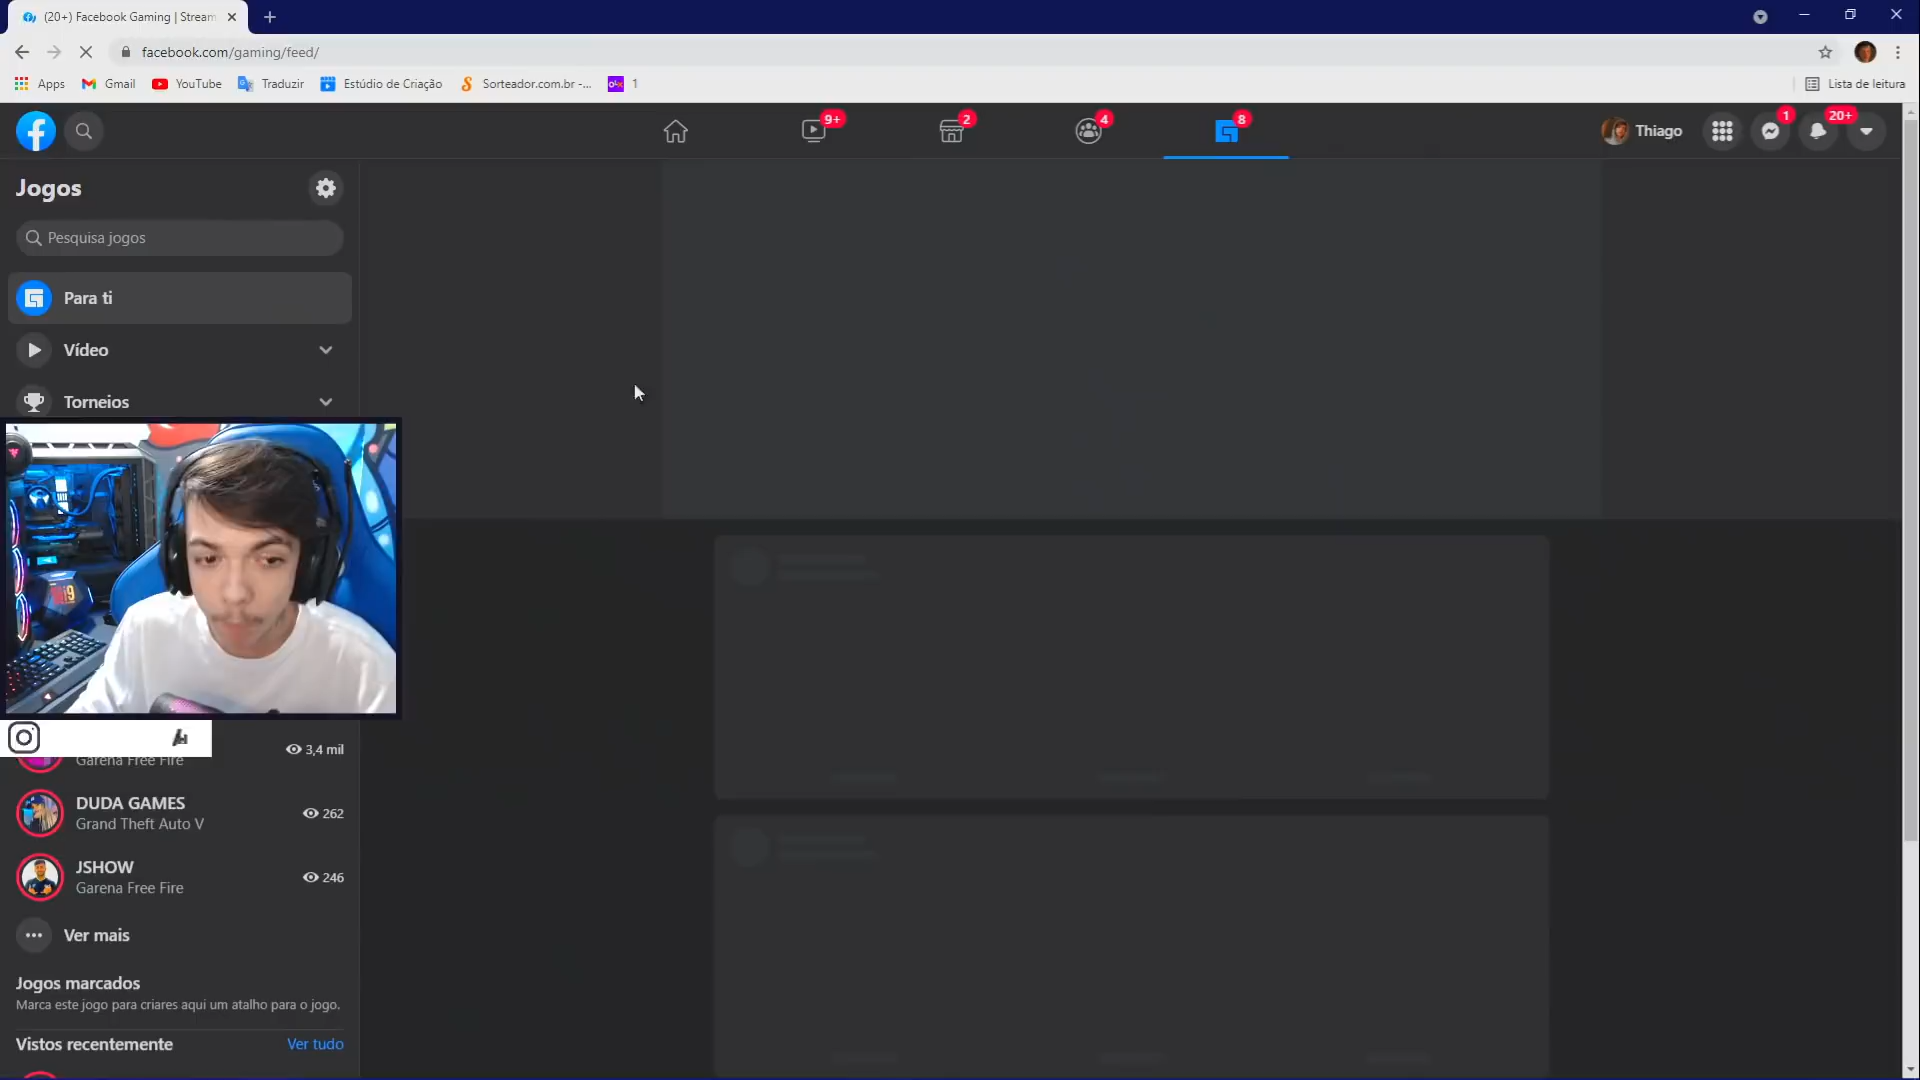 (20+) Facebook Gaming | Stream
facebook.com/gaming/feed/
Apps
Gmail
YouTube
Traduzir
Estúdio de Criação
Sorteador.com.br -...
olx
1
Lista de leitura
9+
2
4
8
Thiago
1
20+
Jogos
Pesquisa jogos
Para ti
Vídeo
Torneios
i9
3,4 mil
Garena Free Fire
DUDA GAMES
Grand Theft Auto V
262
JSHOW
Garena Free Fire
246
Ver mais
Jogos marcados
Marca este jogo para criares aqui um atalho para o jogo.
Vistos recentemente
Ver tudo